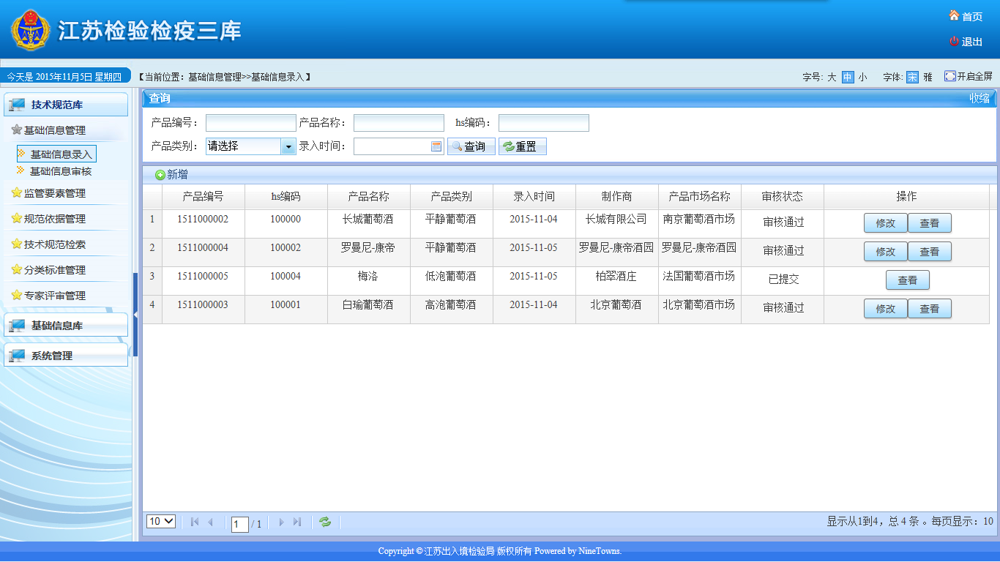 江苏检验检疫三库
首页
退出
今天是 2015年11月5日 星期四 【当前位置：基础信息管理>>基础信息录入】 字号: 大 中 小 字体: 宋 雅 开启全屏
技术规范库
基础信息管理
基础信息录入
基础信息审核
监管要素管理
规范依据管理
技术规范检索
分类标准管理
专家评审管理
基础信息库
系统管理
查询 收缩
产品编号： 产品名称： hs编码：
产品类别： 请选择 录入时间： 查询 重置
新增
产品编号 hs编码 产品名称 产品类别 录入时间 制作商 产品市场名称 审核状态 操作
1 1511000002 100000 长城葡萄酒 平静葡萄酒 2015-11-04 长城有限公司 南京葡萄酒市场 审核通过 修改 查看
2 1511000004 100002 罗曼尼-康帝 平静葡萄酒 2015-11-05 罗曼尼-康帝酒园 罗曼尼-康帝酒园 审核通过 修改 查看
3 1511000005 100004 梅洛 低泡葡萄酒 2015-11-05 柏翠酒庄 法国葡萄酒市场 已提交 查看
4 1511000003 100001 白瑜葡萄酒 高泡葡萄酒 2015-11-04 北京葡萄酒 北京葡萄酒市场 审核通过 修改 查看
10 1 / 1 显示从1到4，总 4 条 。每页显示：10
Copyright © 江苏出入境检验局 版权所有 Powered by NineTowns.